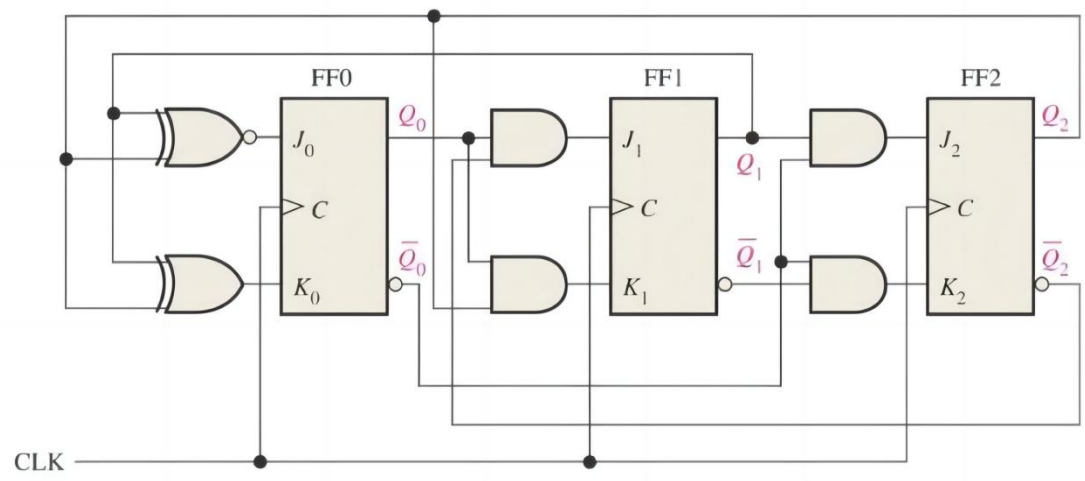 FF0 FF1 FF2
Q₀ Q₂
J₀ J₁ J₂
Q₁
C C C
Q̅₀ Q̅₁ Q̅₂
K₀ K₁ K₂
CLK